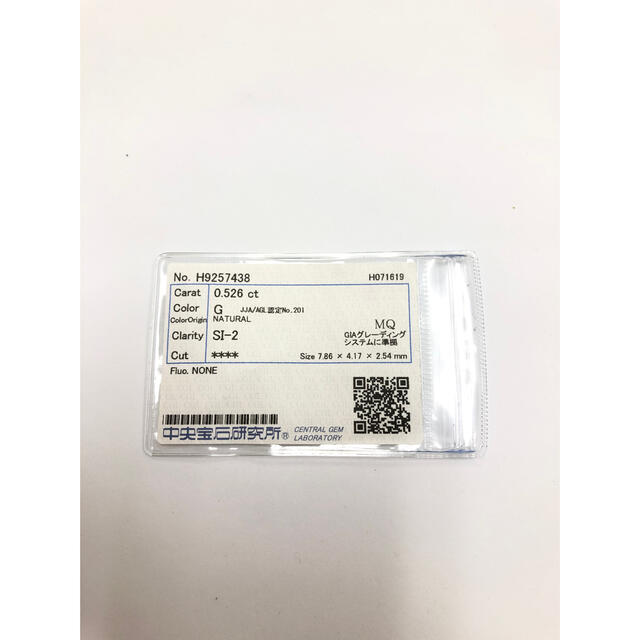 No. H9257438 H071619
Carat 0.526 ct
Color G JJA/AGL認定No.201
ColorOrigin NATURAL
MQ
Clarity SI-2 GIAグレーディング
システムに準拠
Cut **** Size 7.86 × 4.17 × 2.54 mm
Fluo. NONE
中央宝石研究所® CENTRAL GEM
LABORATORY